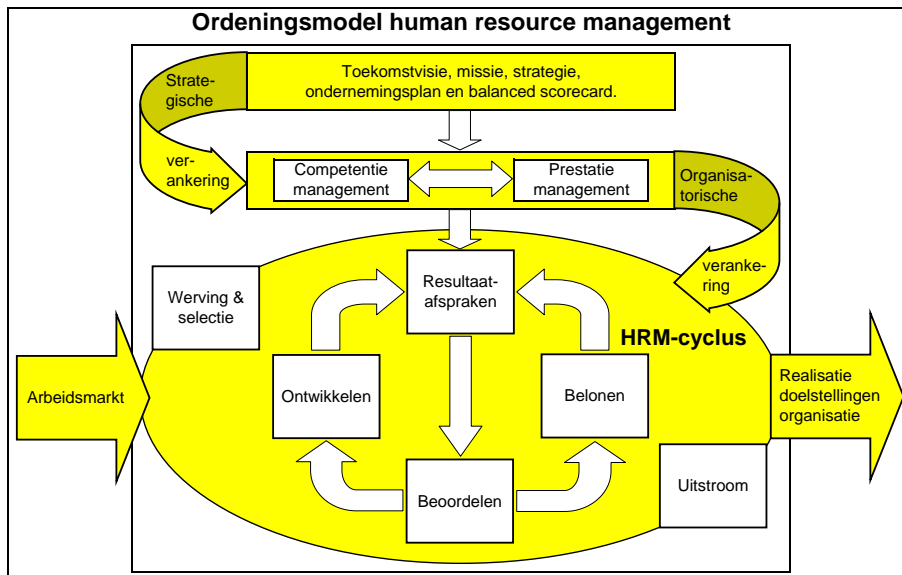 Ordeningsmodel human resource management
Strate-
gische
Toekomstvisie, missie, strategie,
ondernemingsplan en balanced scorecard.
ver-
ankering
Competentie
management
Prestatie
management
Organisa-
torische
veranke-
ring
Werving &
selectie
Resultaat-
afspraken
HRM-cyclus
Arbeidsmarkt
Ontwikkelen
Belonen
Realisatie
doelstellingen
organisatie
Beoordelen
Uitstroom